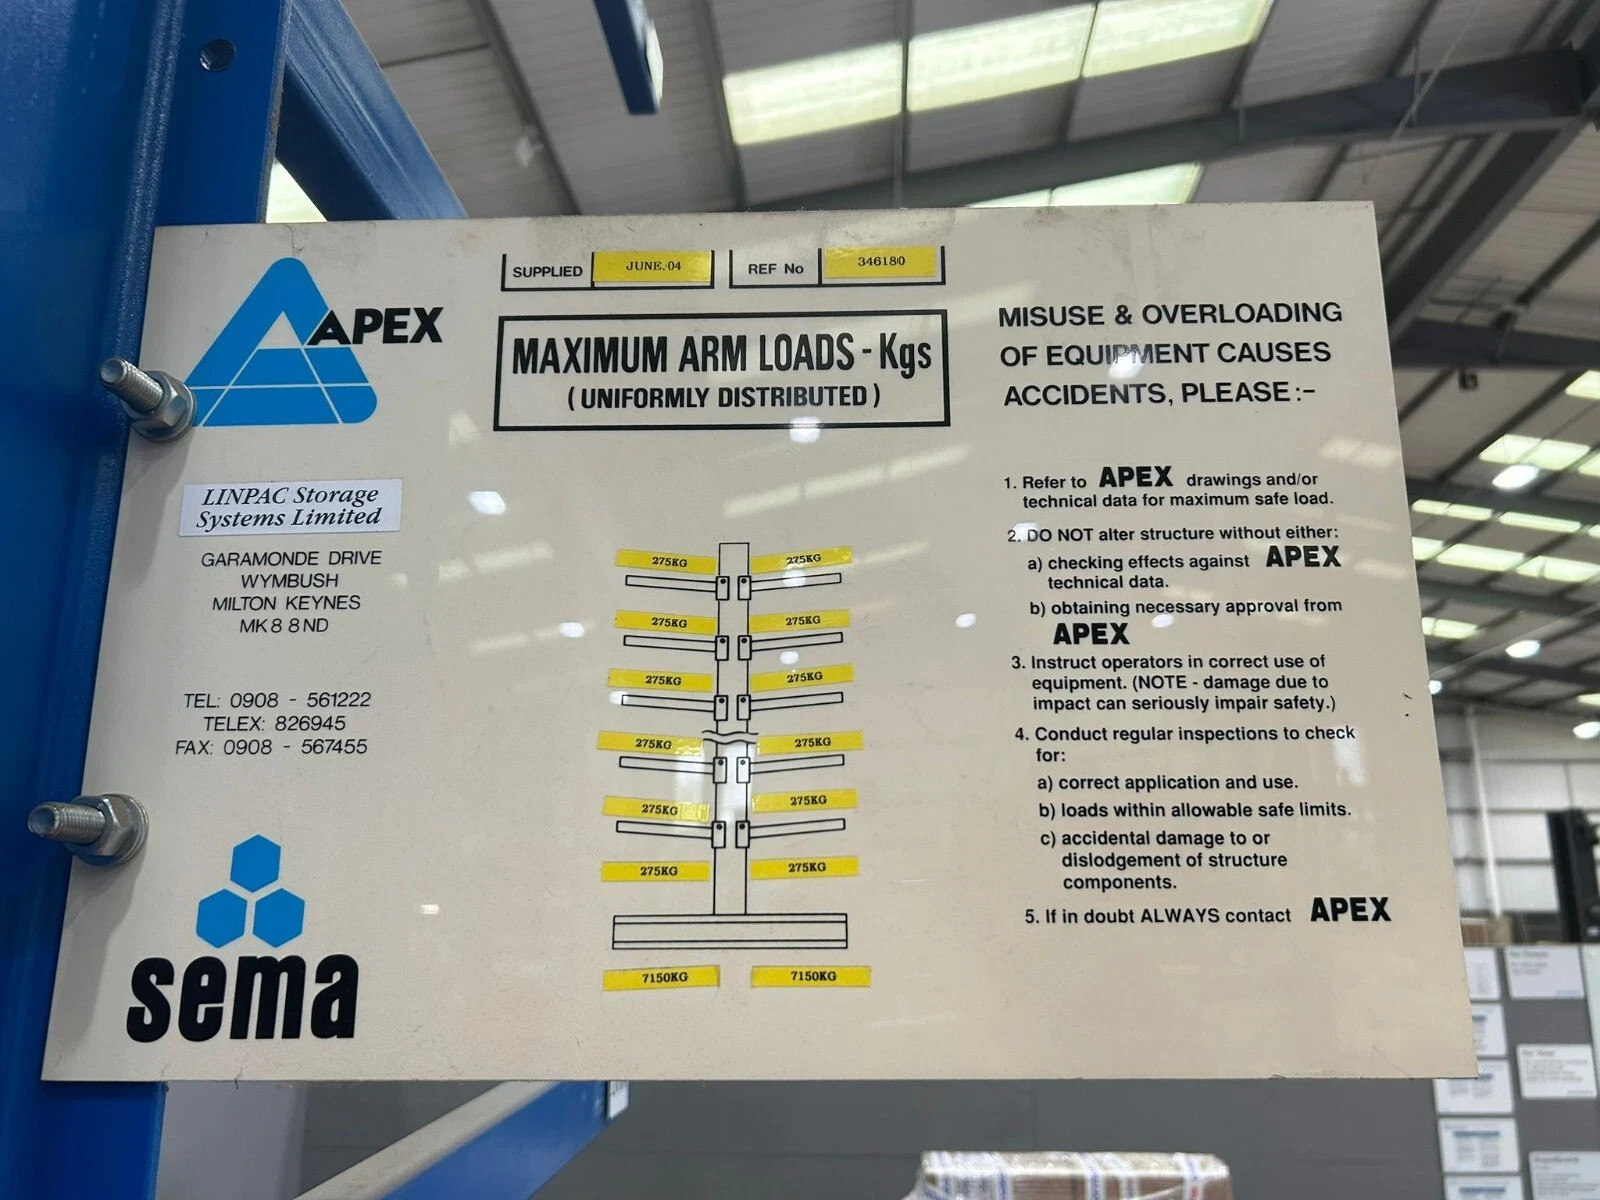 APEX
SUPPLIED JUNE.04 REF No 346180
MAXIMUM ARM LOADS - Kgs
( UNIFORMLY DISTRIBUTED )
LINPAC Storage
Systems Limited
GARAMONDE DRIVE
WYMBUSH
MILTON KEYNES
MK8 8ND
TEL: 0908 - 561222
TELEX: 826945
FAX: 0908 - 567455
sema
275KG 275KG
275KG 275KG
275KG 275KG
275KG 275KG
275KG 275KG
275KG 275KG
7150KG 7150KG
MISUSE & OVERLOADING
OF EQUIPMENT CAUSES
ACCIDENTS, PLEASE :-
1. Refer to APEX drawings and/or
technical data for maximum safe load.
2. DO NOT alter structure without either:
a) checking effects against APEX
technical data.
b) obtaining necessary approval from
APEX
3. Instruct operators in correct use of
equipment. (NOTE - damage due to
impact can seriously impair safety.)
4. Conduct regular inspections to check
for:
a) correct application and use.
b) loads within allowable safe limits.
c) accidental damage to or
dislodgement of structure
components.
5. If in doubt ALWAYS contact APEX